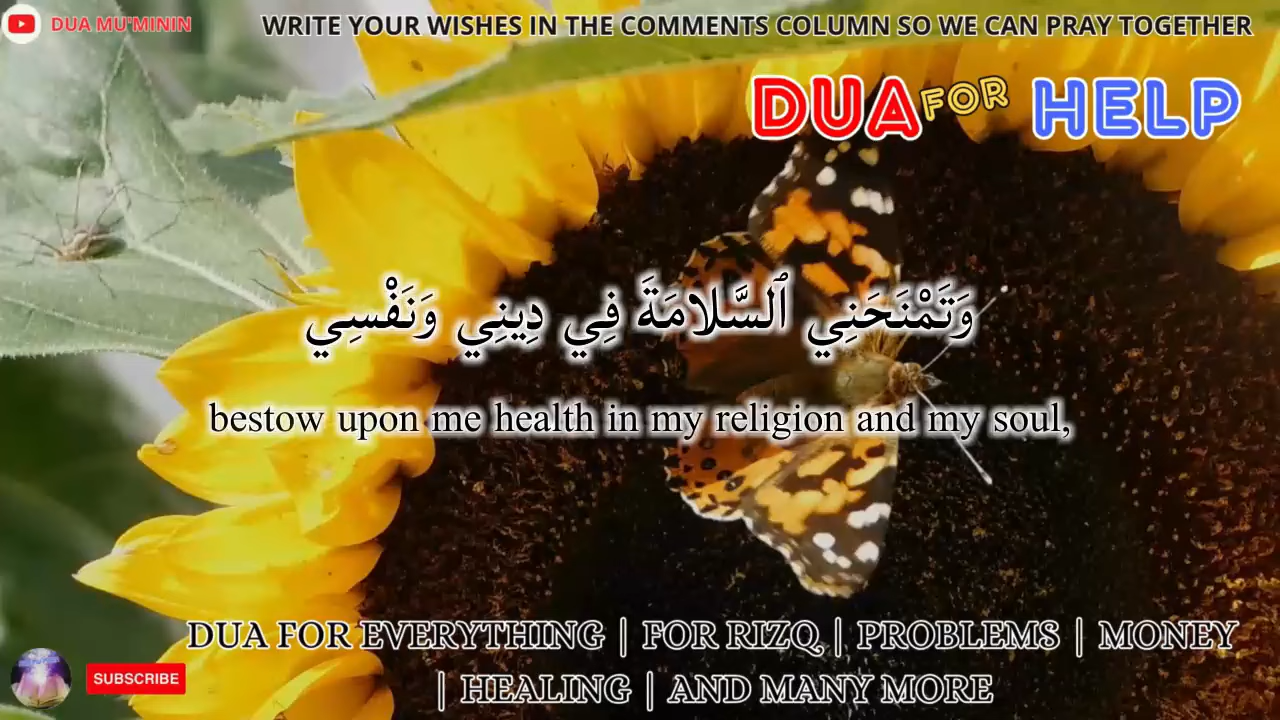 DUA MU'MININ
WRITE YOUR WISHES IN THE COMMENTS COLUMN SO WE CAN PRAY TOGETHER
DUA FOR HELP
وَتَمْنَحَنِي ٱلسَّلامَةَ فِي دِينِي وَنَفْسِي
bestow upon me health in my religion and my soul,
DUA FOR EVERYTHING | FOR RIZQ | PROBLEMS | MONEY
| HEALING | AND MANY MORE
SUBSCRIBE